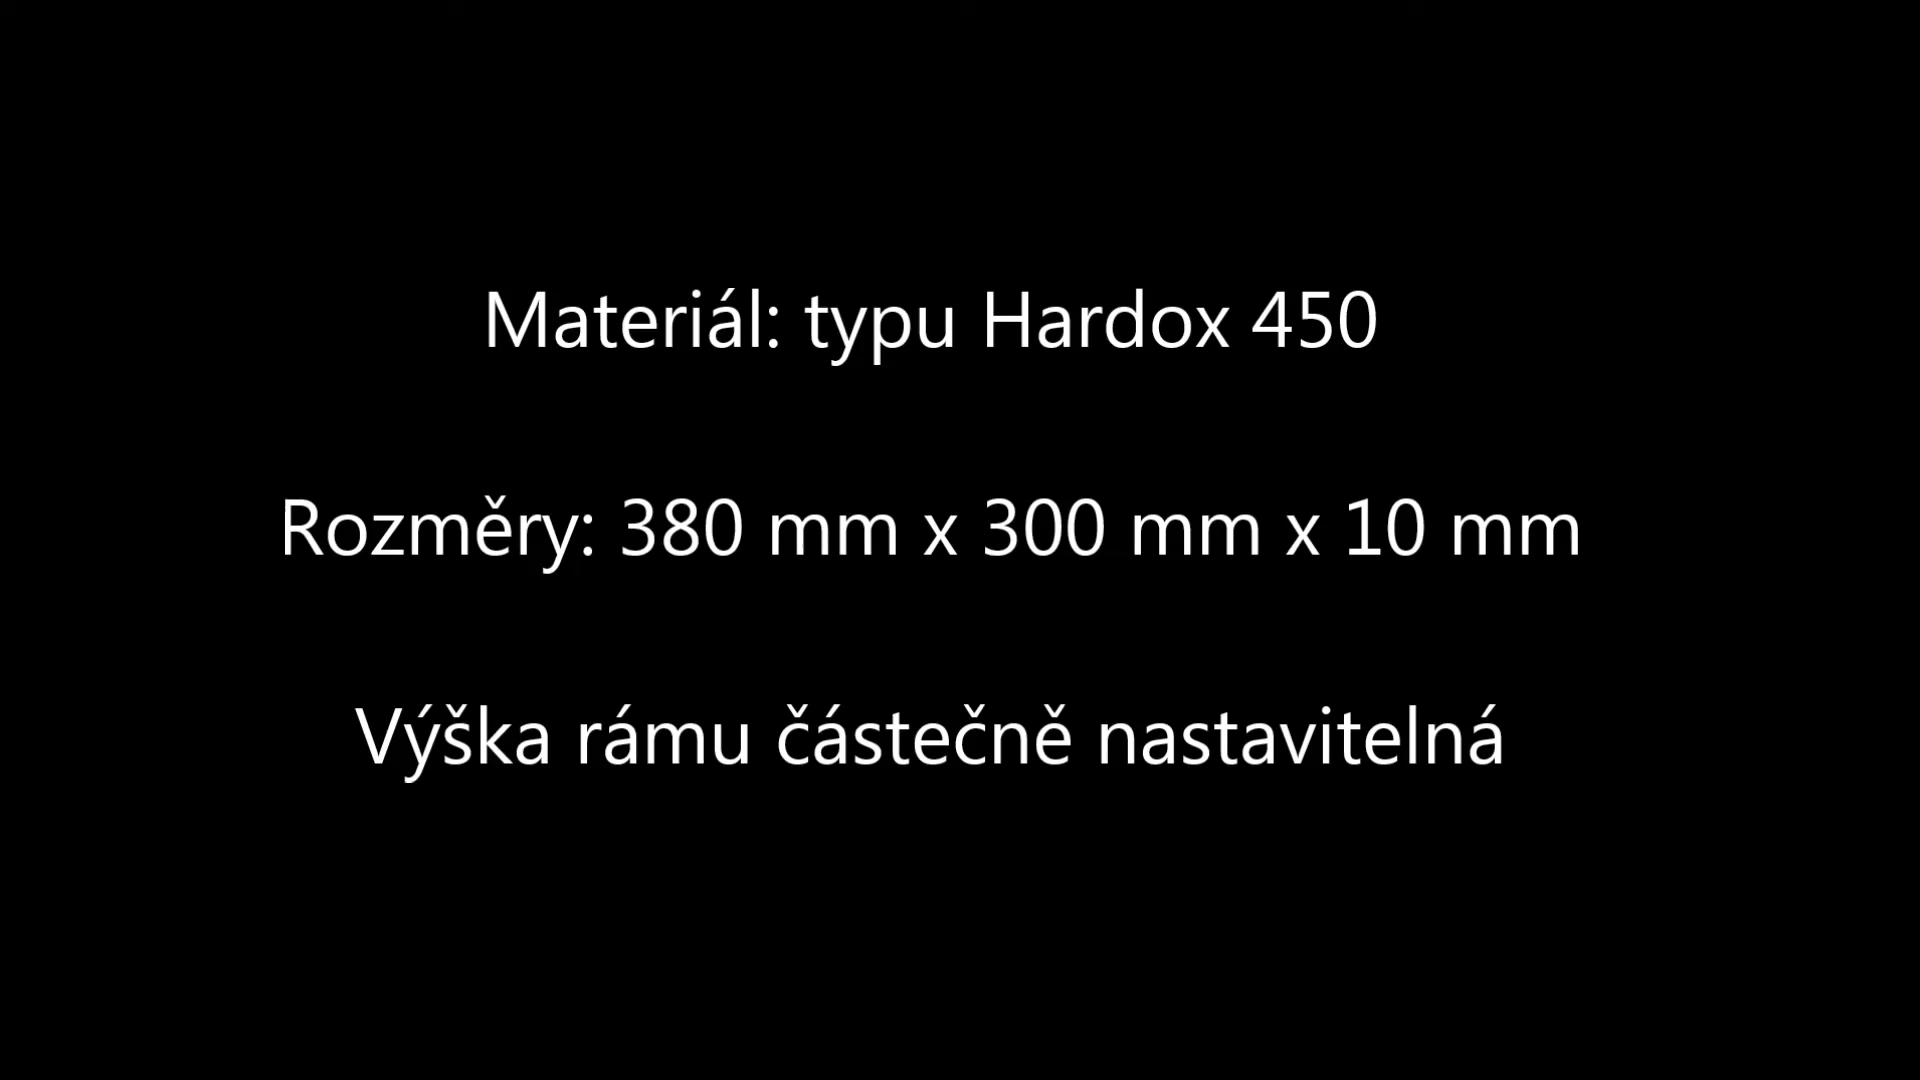 Materiál: typu Hardox 450
Rozměry: 380 mm x 300 mm x 10 mm
Výška rámu částečně nastavitelná